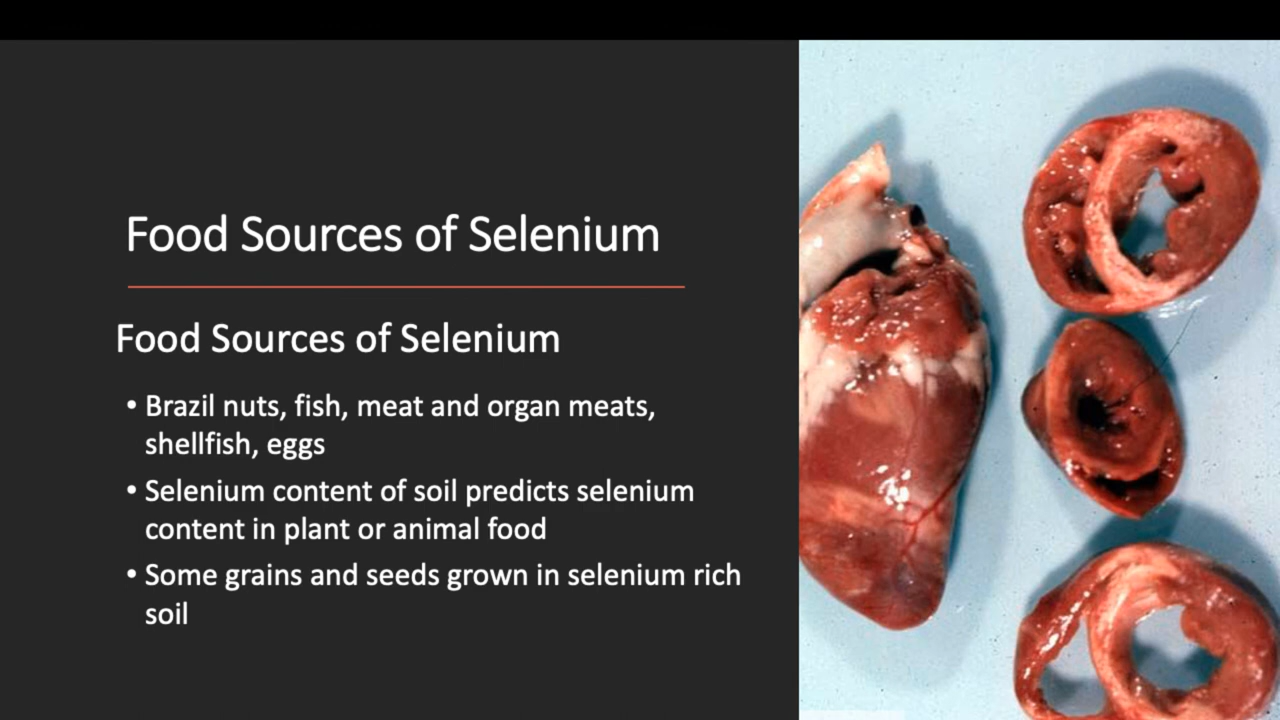 Food Sources of Selenium
Food Sources of Selenium
• Brazil nuts, fish, meat and organ meats,
shellfish, eggs
• Selenium content of soil predicts selenium
content in plant or animal food
• Some grains and seeds grown in selenium rich
soil